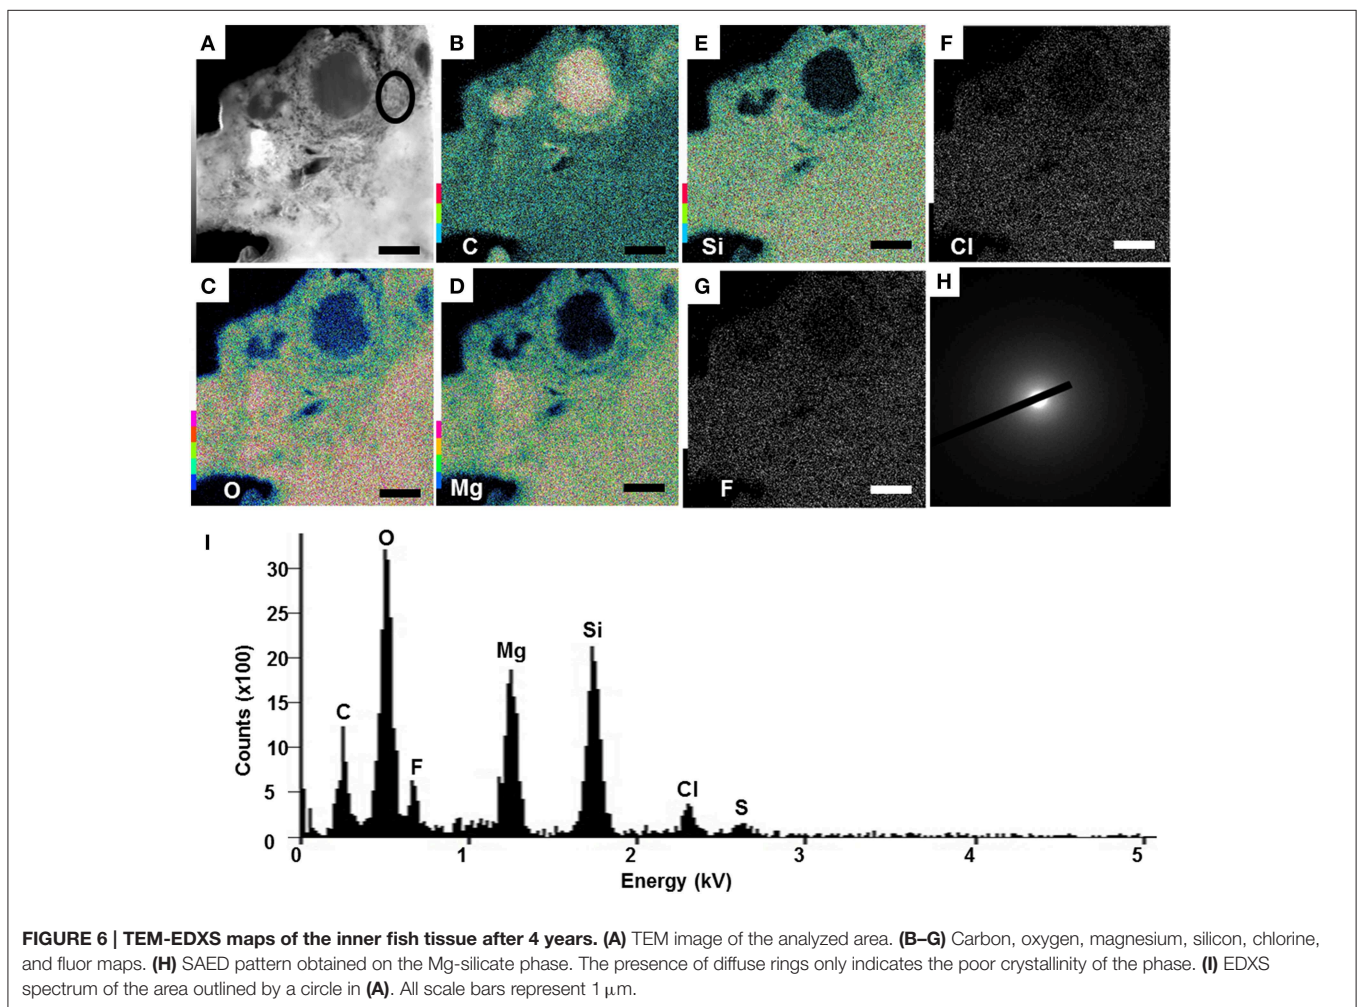 A
B
E
F
C
Si
Cl
C
D
G
H
O
Mg
F
I
O
30
Si
25
Mg
20
15
C
10
F
Cl
5
S
0
0
1
2
3
4
5
Counts (x100)
Energy (kV)
FIGURE 6 | TEM-EDXS maps of the inner fish tissue after 4 years. (A) TEM image of the analyzed area. (B–G) Carbon, oxygen, magnesium, silicon, chlorine,
and fluor maps. (H) SAED pattern obtained on the Mg-silicate phase. The presence of diffuse rings only indicates the poor crystallinity of the phase. (I) EDXS
spectrum of the area outlined by a circle in (A). All scale bars represent 1 μm.